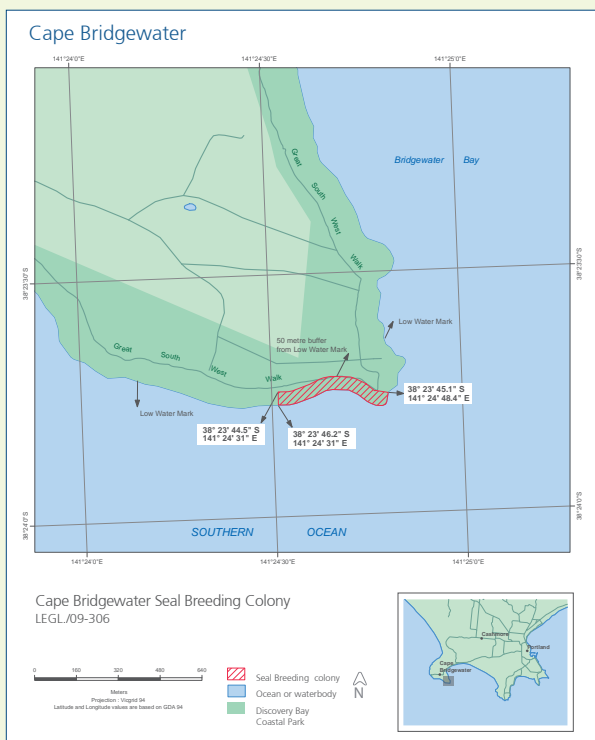 Cape Bridgewater
141°24'0"E
141°24'30"E
141°25'0"E
Bridgewater Bay
Great South West Walk
38°23'30"S
38°23'30"S
Low Water Mark
50 metre buffer
from Low Water Mark
Great South West Walk
38° 23' 45.1" S
141° 24' 48.4" E
Low Water Mark
38° 23' 44.5" S
141° 24' 31" E
38° 23' 46.2" S
141° 24' 31" E
38°24'0"S
38°24'0"S
SOUTHERN OCEAN
141°24'0"E
141°24'30"E
141°25'0"E
Cape Bridgewater Seal Breeding Colony
LEGL./09-306
0 160 320 480 640
Meters
Projection : Vicgrid 94
Latitude and Longitude values are based on GDA 94
Seal Breeding colony
Ocean or waterbody
Discovery Bay
Coastal Park
N
Cashmore
Portland
Cape
Bridgewater